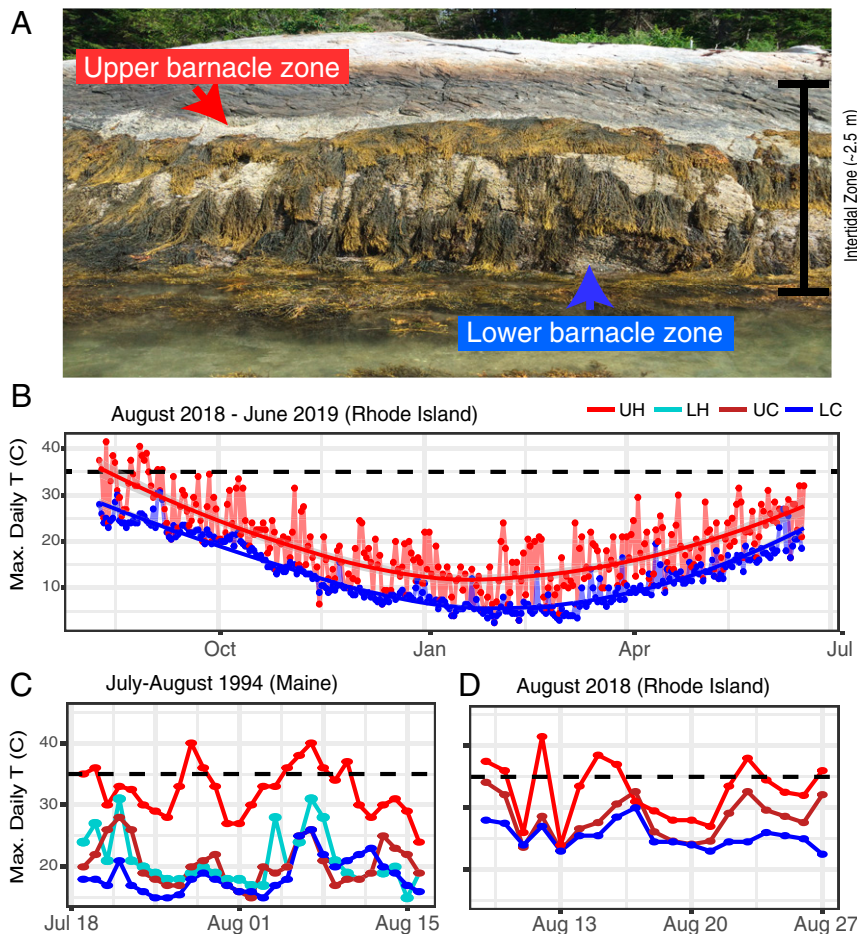 A
Upper barnacle zone
Intertidal Zone (~2.5 m)
Lower barnacle zone
B
August 2018 - June 2019 (Rhode Island)
UH LH UC LC
Max. Daily T (C)
40
30
20
10
Oct Jan Apr Jul
C
July-August 1994 (Maine)
Max. Daily T (C)
40
30
20
Jul 18 Aug 01 Aug 15
D
August 2018 (Rhode Island)
Aug 13 Aug 20 Aug 27